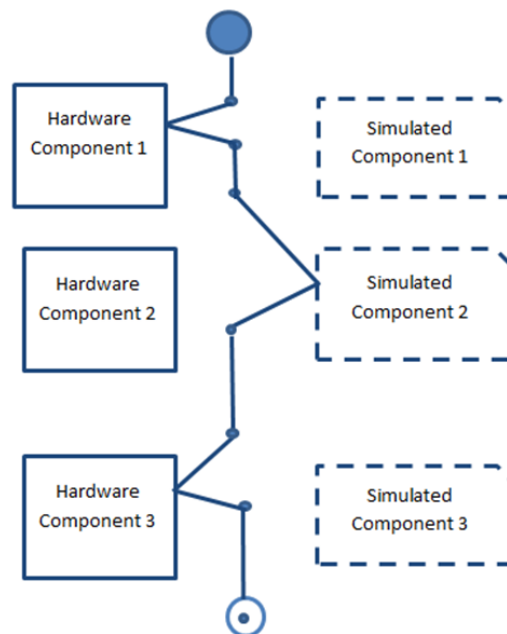 Hardware
Component 1
Simulated
Component 1
Hardware
Component 2
Simulated
Component 2
Hardware
Component 3
Simulated
Component 3